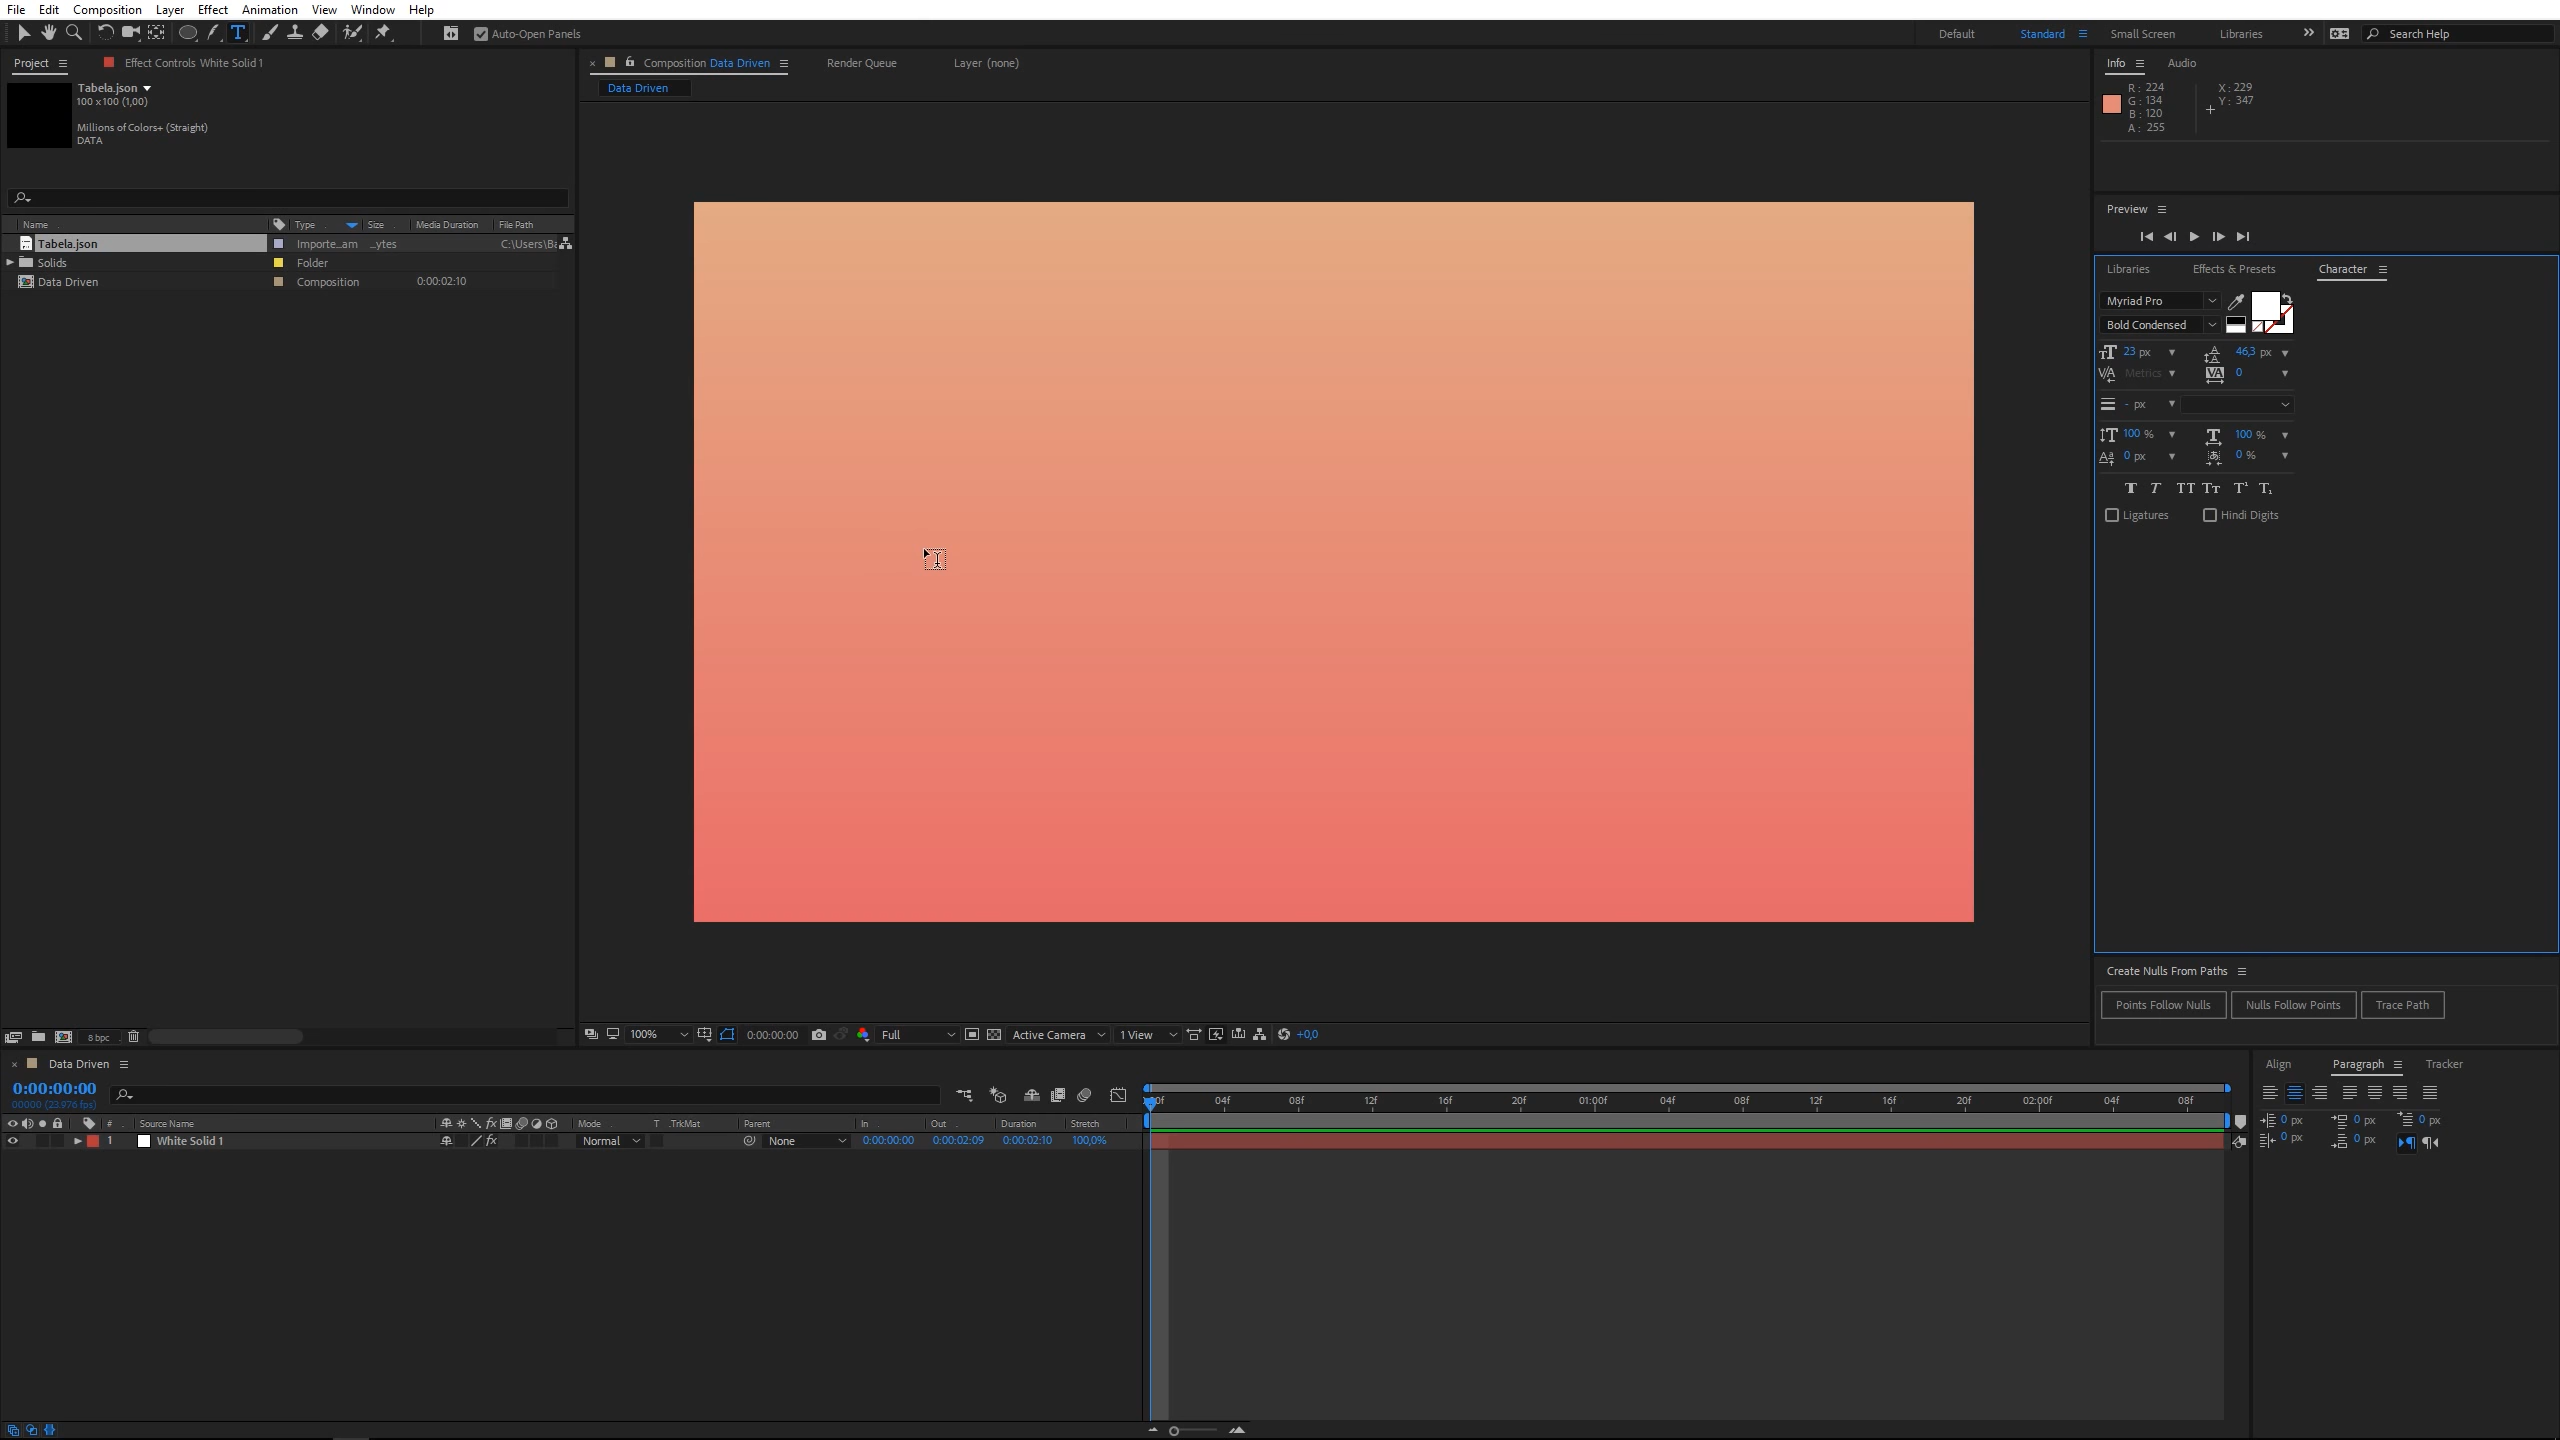 File Edit Composition Layer Effect Animation View Window Help
Auto-Open Panels
Default Standard Small Screen Libraries Search Help
Project Effect Controls White Solid 1
Tabela.json
100 x 100 (1,00)
Millions of Colors+ (Straight)
DATA
Name Type Size Media Duration File Path
Tabela.json Importe...am ...ytes C:\Users\Ba
Solids Folder
Data Driven Composition 0:00:02:10
8 bpc
Composition Data Driven Render Queue Layer (none)
Data Driven
100% 0:00:00:00 Full Active Camera 1 View +0,0
Info Audio
R: 224 X: 229
G: 134 Y: 347
B: 120
A: 255
Preview
Libraries Effects & Presets Character
Myriad Pro
Bold Condensed
23 px 46,3 px
Metrics 0
- px
100 % 100 %
0 px 0 %
Ligatures Hindi Digits
Create Nulls From Paths
Points Follow Nulls Nulls Follow Points Trace Path
Data Driven
0:00:00:00
00000 (23.976 fps)
04f 08f 12f 16f 20f 01:00f 04f 08f 12f 16f 20f 02:00f 04f 08f
# Source Name Mode T .TrkMat Parent In Out Duration Stretch
1 White Solid 1 Normal None 0:00:00:00 0:00:02:09 0:00:02:10 100,0%
Align Paragraph Tracker
0 px 0 px 0 px
0 px 0 px